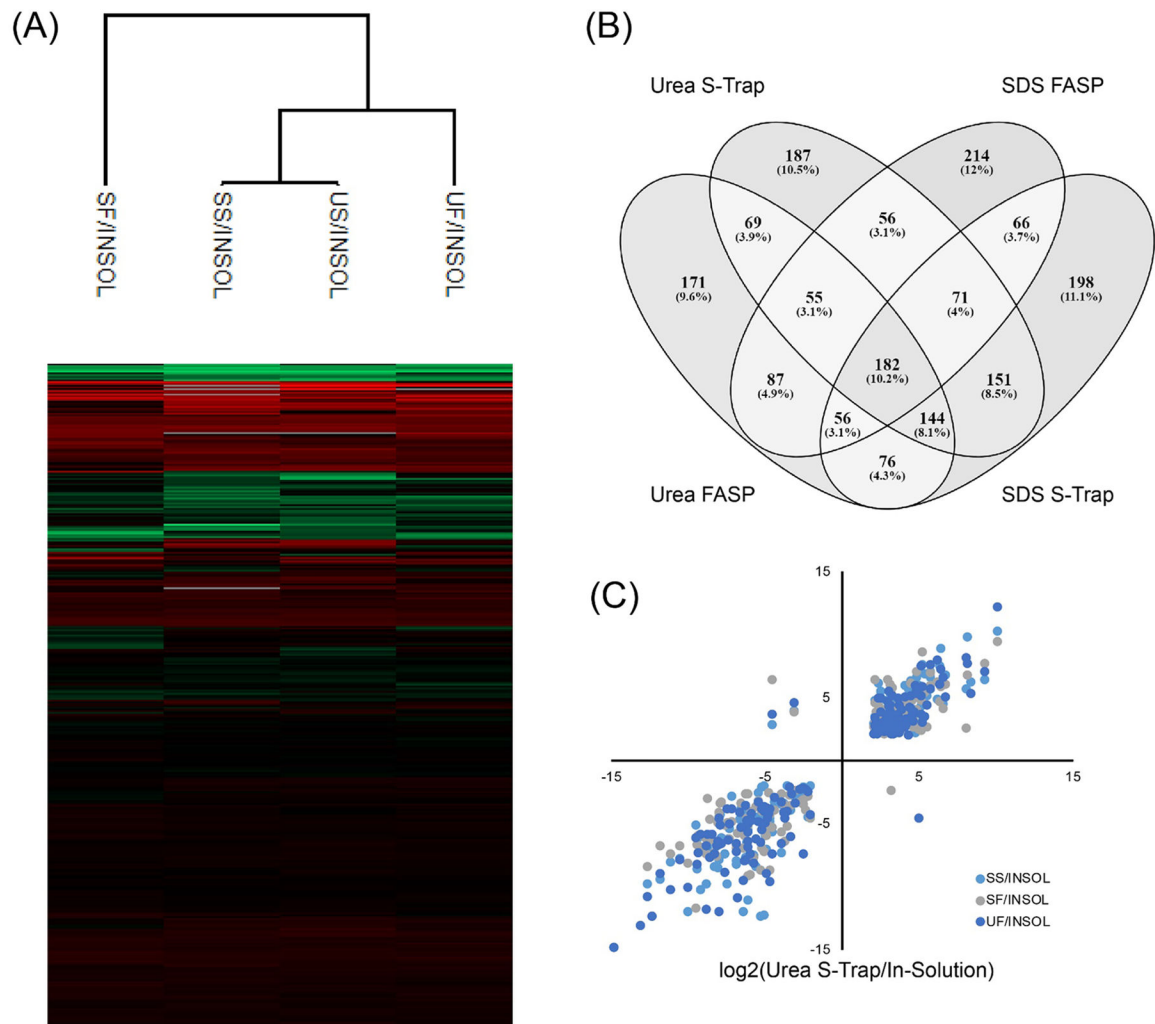 (A)
SF/INSOL
SS/INSOL
US/INSOL
UF/INSOL
(B)
Urea S-Trap
SDS FASP
187
(10.5%)
214
(12%)
69
(3.9%)
56
(3.1%)
66
(3.7%)
171
(9.6%)
55
(3.1%)
71
(4%)
198
(11.1%)
182
(10.2%)
87
(4.9%)
151
(8.5%)
56
(3.1%)
144
(8.1%)
76
(4.3%)
Urea FASP
SDS S-Trap
(C)
15
5
-15
-5
5
15
-5
SS/INSOL
SF/INSOL
UF/INSOL
-15
log2(Urea S-Trap/In-Solution)